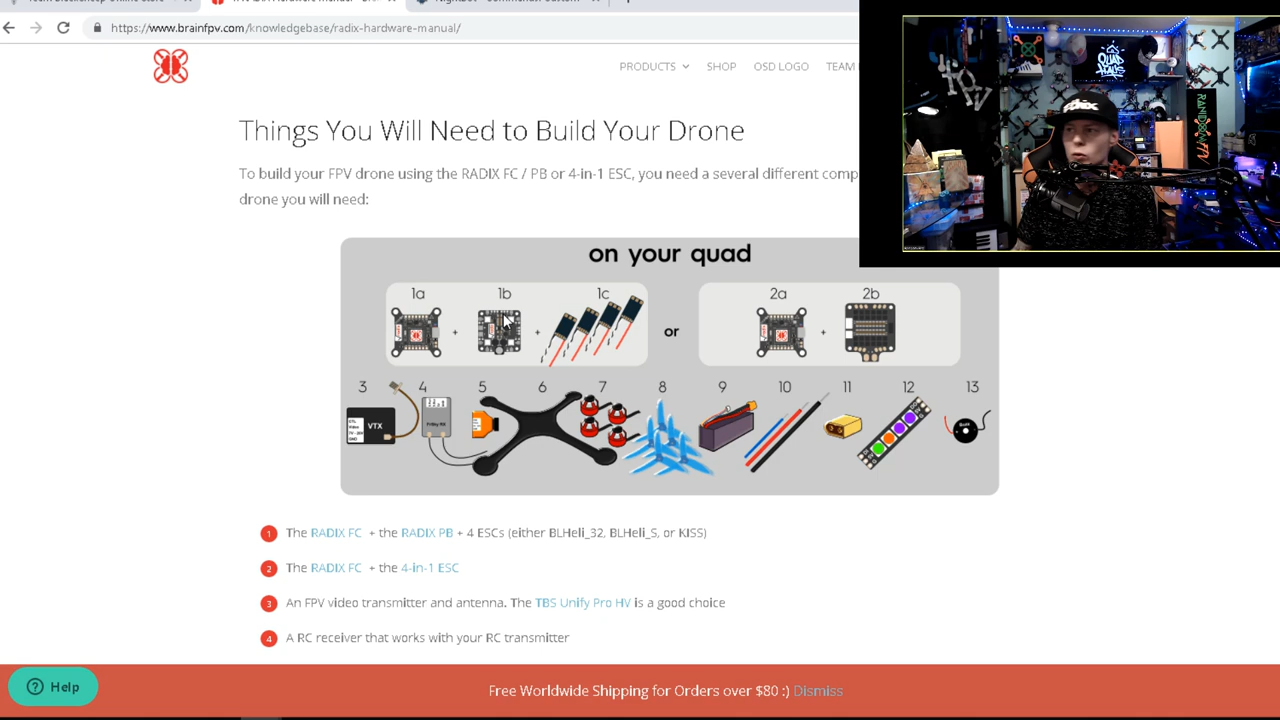 https://www.brainfpv.com/knowledgebase/radix-hardware-manual/
PRODUCTS SHOP OSD LOGO TEAM
Things You Will Need to Build Your Drone
To build your FPV drone using the RADIX FC / PB or 4-in-1 ESC, you need a several different
drone you will need:
on your quad
1a 1b 1c 2a 2b
+ + or +
3 4 5 6 7 8 9 10 11 12 13
VTX
1 The RADIX FC + the RADIX PB + 4 ESCs (either BLHeli_32, BLHeli_S, or KISS)
2 The RADIX FC + the 4-in-1 ESC
3 An FPV video transmitter and antenna. The TBS Unify Pro HV is a good choice
4 A RC receiver that works with your RC transmitter
Help
Free Worldwide Shipping for Orders over $80 :) Dismiss
QUAD
RANDOM FPV